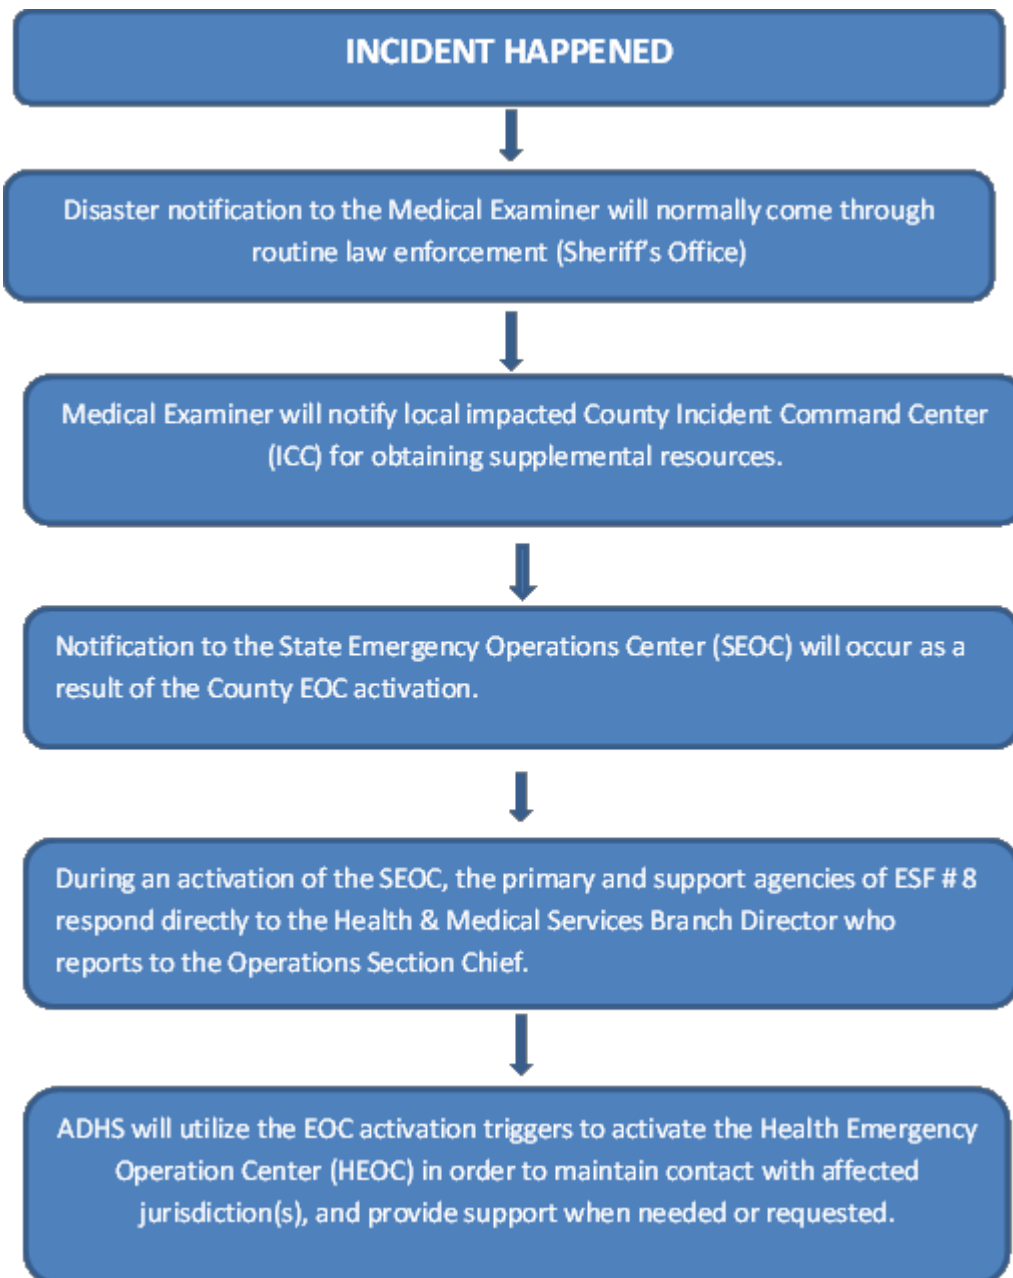 INCIDENT HAPPENED
Disaster notification to the Medical Examiner will normally come through
routine law enforcement (Sheriff's Office)
Medical Examiner will notify local impacted County Incident Command Center
(ICC) for obtaining supplemental resources.
Notification to the State Emergency Operations Center (SEOC) will occur as a
result of the County EOC activation.
During an activation of the SEOC, the primary and support agencies of ESF # 8
respond directly to the Health & Medical Services Branch Director who
reports to the Operations Section Chief.
ADHS will utilize the EOC activation triggers to activate the Health Emergency
Operation Center (HEOC) in order to maintain contact with affected
jurisdiction(s), and provide support when needed or requested.